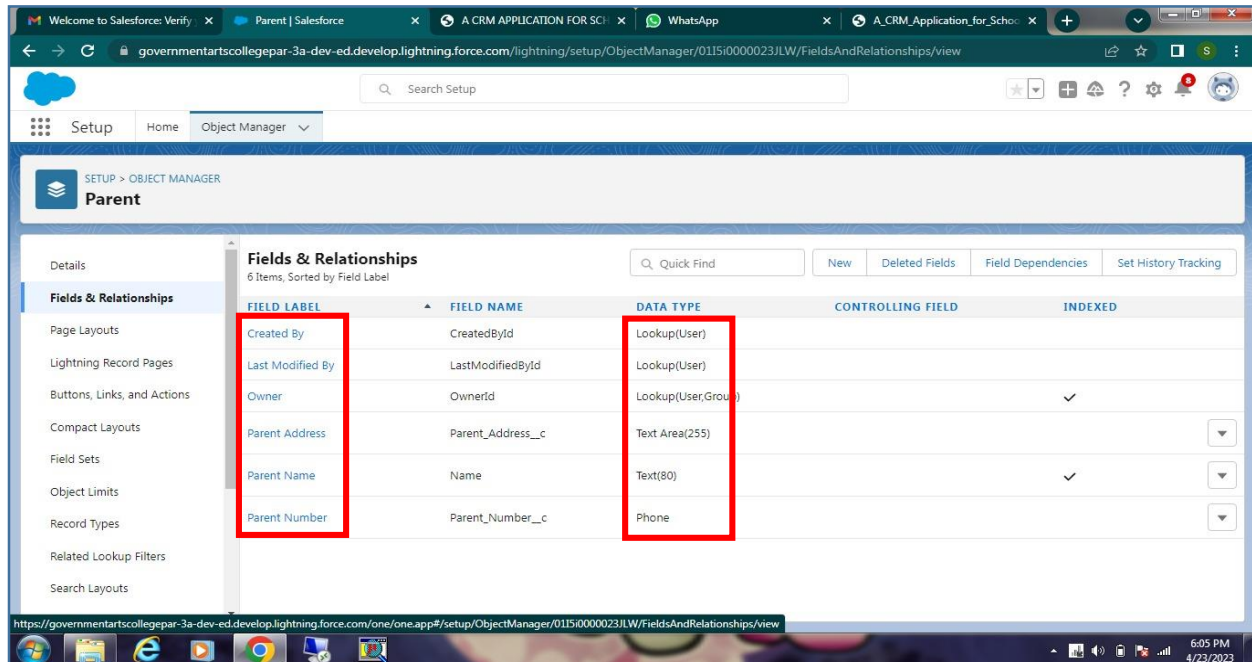 Welcome to Salesforce: Verify
Parent | Salesforce
A CRM APPLICATION FOR SCH
WhatsApp
A_CRM_Application_for_School
governmentartscollegepar-3a-dev-ed.develop.lightning.force.com/lightning/setup/ObjectManager/01I5i0000023JLW/FieldsAndRelationships/view
S
Search Setup
8
Setup Home Object Manager
SETUP > OBJECT MANAGER
Parent
Details
Fields & Relationships
Page Layouts
Lightning Record Pages
Buttons, Links, and Actions
Compact Layouts
Field Sets
Object Limits
Record Types
Related Lookup Filters
Search Layouts
Fields & Relationships
6 Items, Sorted by Field Label
Quick Find
New Deleted Fields Field Dependencies Set History Tracking
FIELD LABEL FIELD NAME DATA TYPE CONTROLLING FIELD INDEXED
Created By CreatedById Lookup(User)
Last Modified By LastModifiedById Lookup(User)
Owner OwnerId Lookup(User,Group)
Parent Address Parent_Address__c Text Area(255)
Parent Name Name Text(80)
Parent Number Parent_Number__c Phone
https://governmentartscollegepar-3a-dev-ed.develop.lightning.force.com/one/one.app#/setup/ObjectManager/01I5i0000023JLW/FieldsAndRelationships/view
6:05 PM
4/23/2023